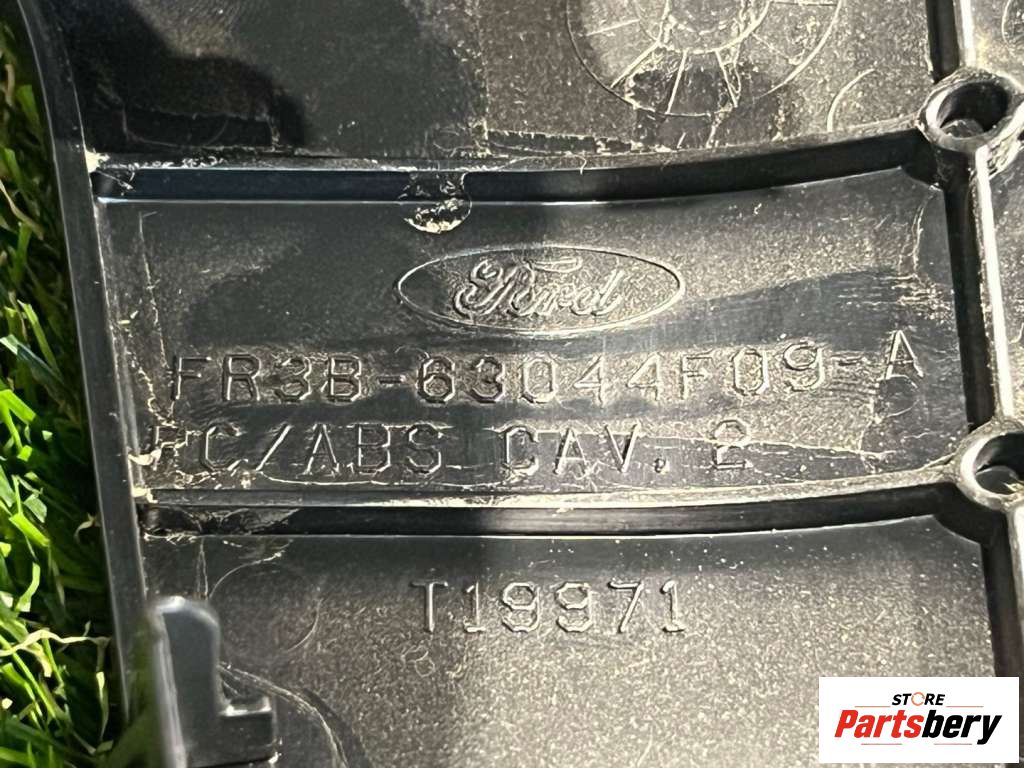 Ford
FR3B-63044F09-A
PC/ABS CAV. 2
T19971
STORE
Partsbery